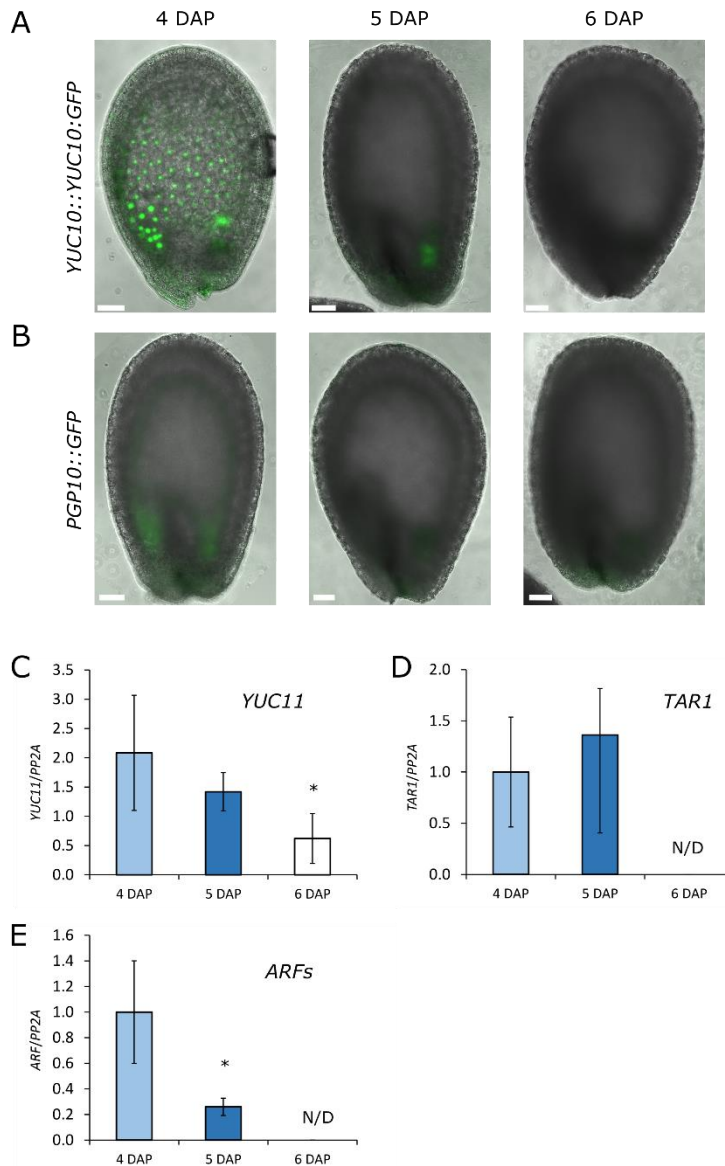 A
4 DAP
5 DAP
6 DAP
YUC10::YUC10:GFP
B
PGP10::GFP
C
3.5
3.0
2.5
2.0
1.5
1.0
0.5
0.0
YUC11/PP2A
YUC11
*
4 DAP
5 DAP
6 DAP
D
2.0
1.5
1.0
0.5
0.0
TAR1/PP2A
TAR1
N/D
4 DAP
5 DAP
6 DAP
E
1.6
1.4
1.2
1.0
0.8
0.6
0.4
0.2
0.0
ARF/PP2A
ARFs
*
N/D
4 DAP
5 DAP
6 DAP